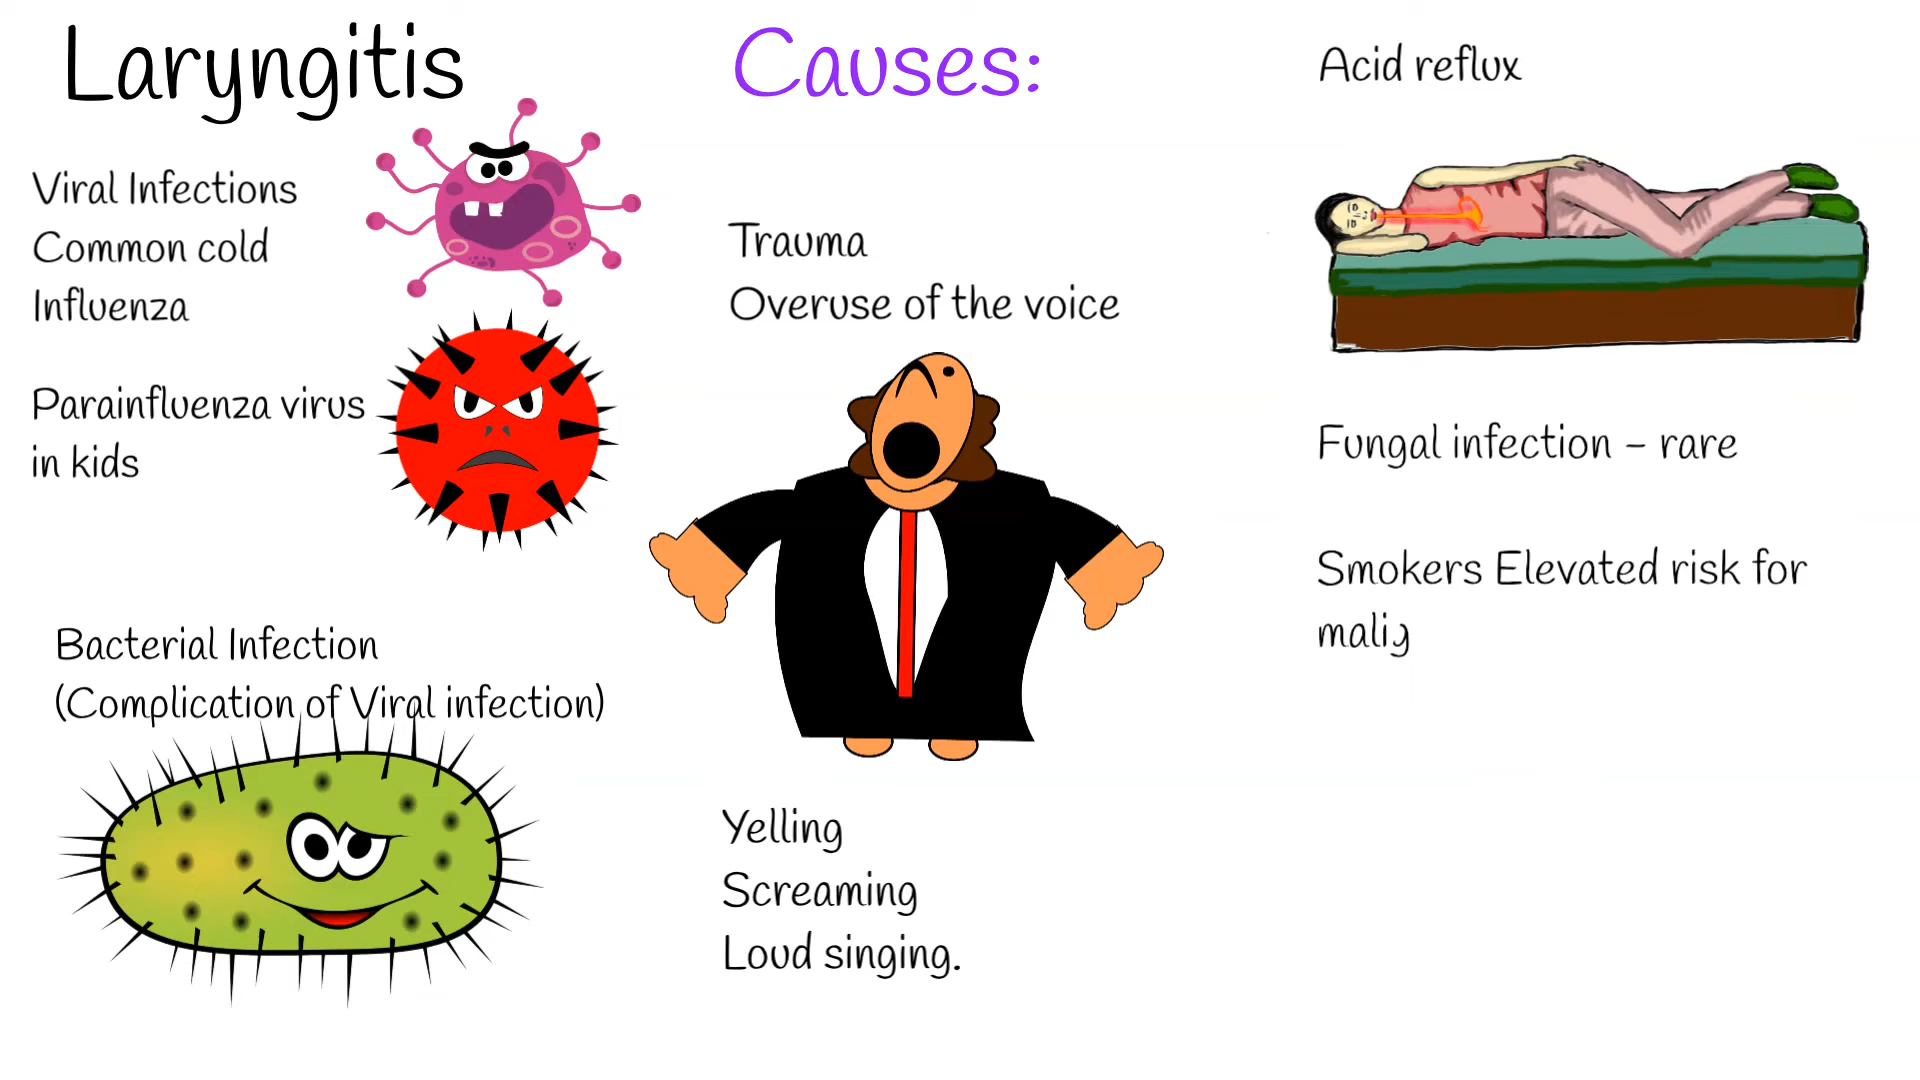 Laryngitis
Causes:
Viral Infections
Common cold
Influenza
Parainfluenza virus
in kids
Bacterial Infection
(Complication of Viral infection)
Trauma
Overuse of the voice
Yelling
Screaming
Loud singing.
Acid reflux
Fungal infection – rare
Smokers Elevated risk for
malig